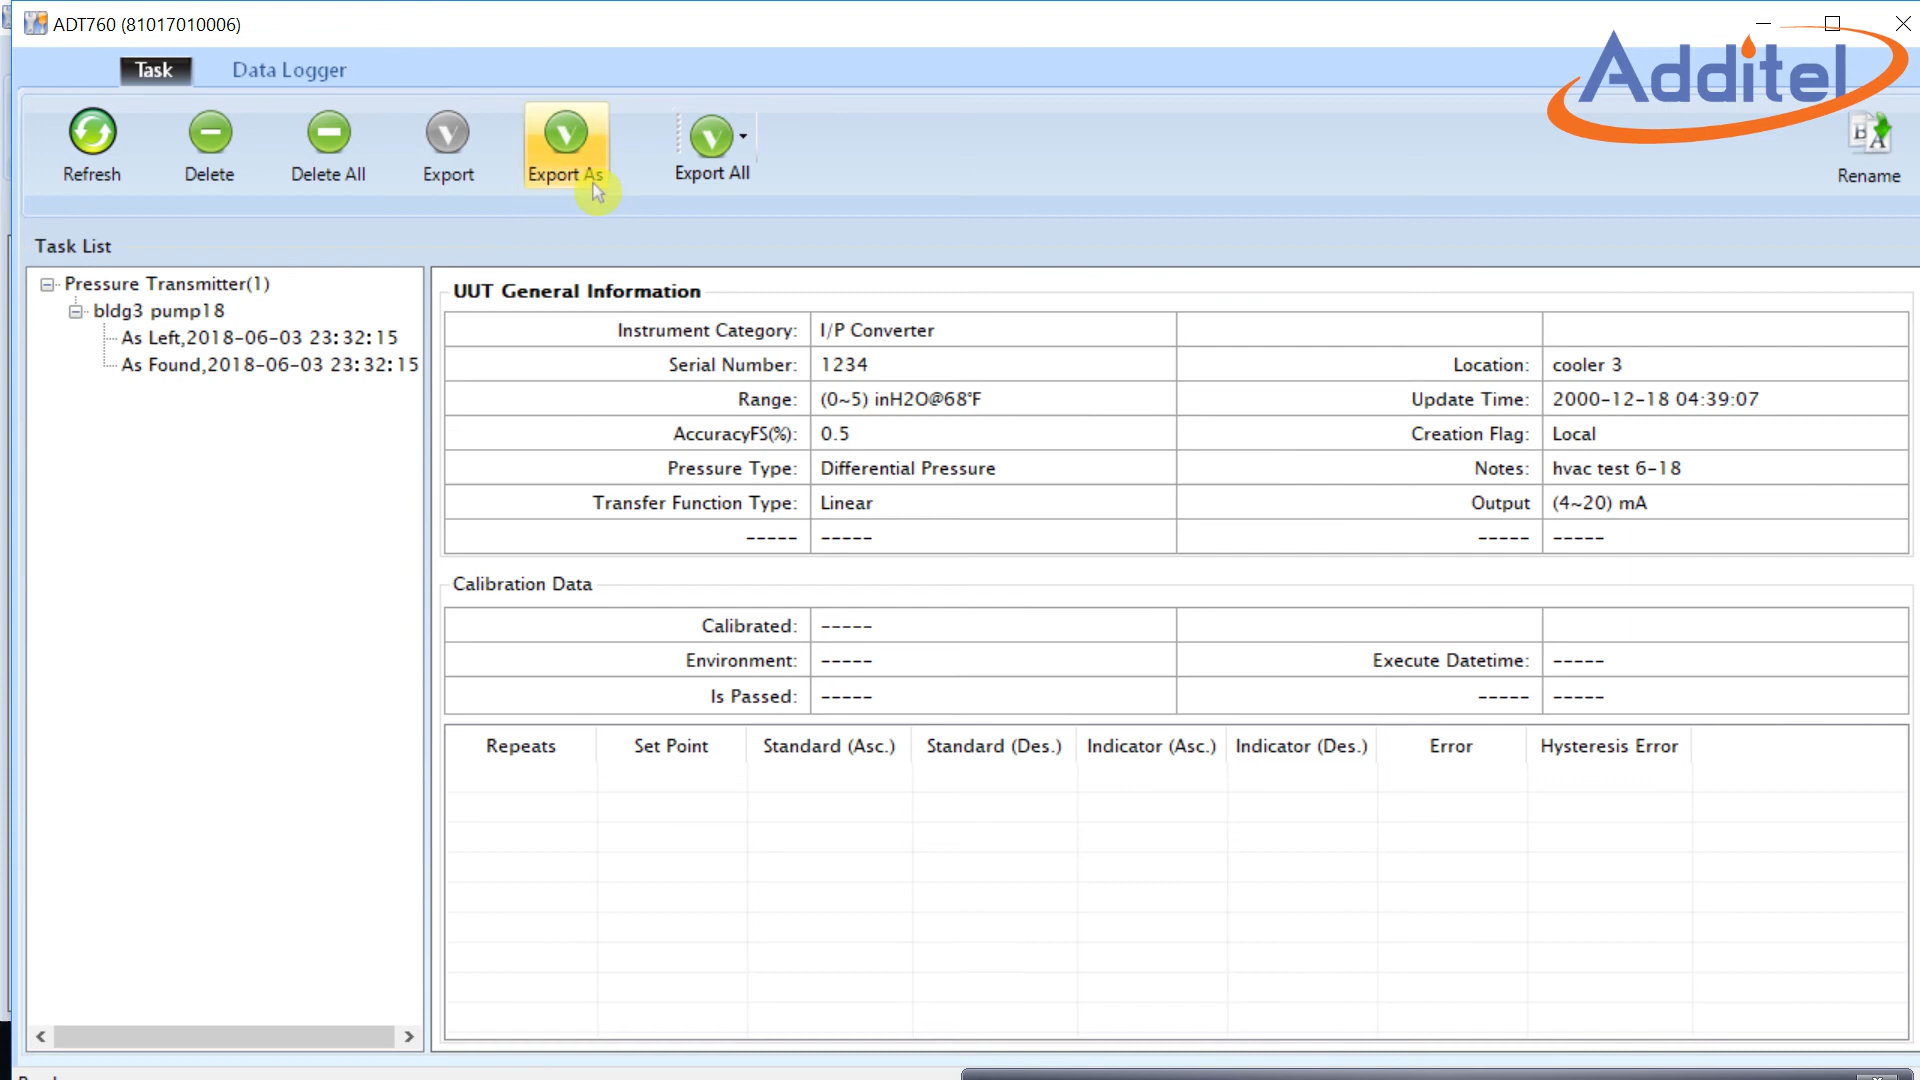 ADT760 (81017010006)
Additel
Task Data Logger
Refresh Delete Delete All Export Export As Export All Rename
Task List
Pressure Transmitter(1)
bldg3 pump18
As Left,2018-06-03 23:32:15
As Found,2018-06-03 23:32:15
UUT General Information
Instrument Category: I/P Converter
Serial Number: 1234 Location: cooler 3
Range: (0~5) inH2O@68°F Update Time: 2000-12-18 04:39:07
AccuracyFS(%): 0.5 Creation Flag: Local
Pressure Type: Differential Pressure Notes: hvac test 6-18
Transfer Function Type: Linear Output (4~20) mA
----- ----- ----- -----
Calibration Data
Calibrated: -----
Environment: ----- Execute Datetime: -----
Is Passed: ----- ----- -----
Repeats Set Point Standard (Asc.) Standard (Des.) Indicator (Asc.) Indicator (Des.) Error Hysteresis Error